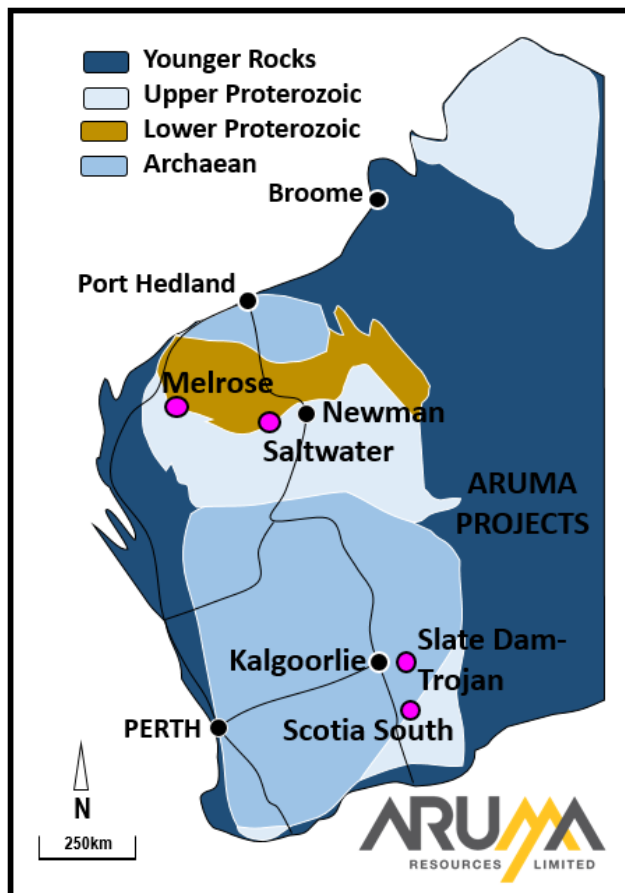 Younger Rocks
Upper Proterozoic
Lower Proterozoic
Archaean
Broome
Port Hedland
Melrose
Newman
Saltwater
ARUMA
PROJECTS
Slate Dam-
Trojan
Kalgoorlie
Scotia South
PERTH
N
250km
ARUMA
RESOURCES LIMITED